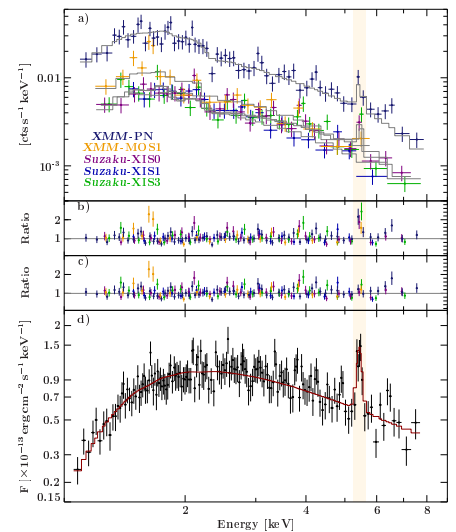 a)
0.01
10⁻³
[cts s⁻¹ keV⁻¹]
XMM-PN
XMM-MOS1
Suzaku-XIS0
Suzaku-XIS1
Suzaku-XIS3
b)
2
1
Ratio
c)
2
1
Ratio
d)
1.5
0.9
0.7
0.5
0.3
0.2
0.15
F [×10⁻¹³ erg cm⁻² s⁻¹ keV⁻¹]
2 4 6 8
Energy [keV]